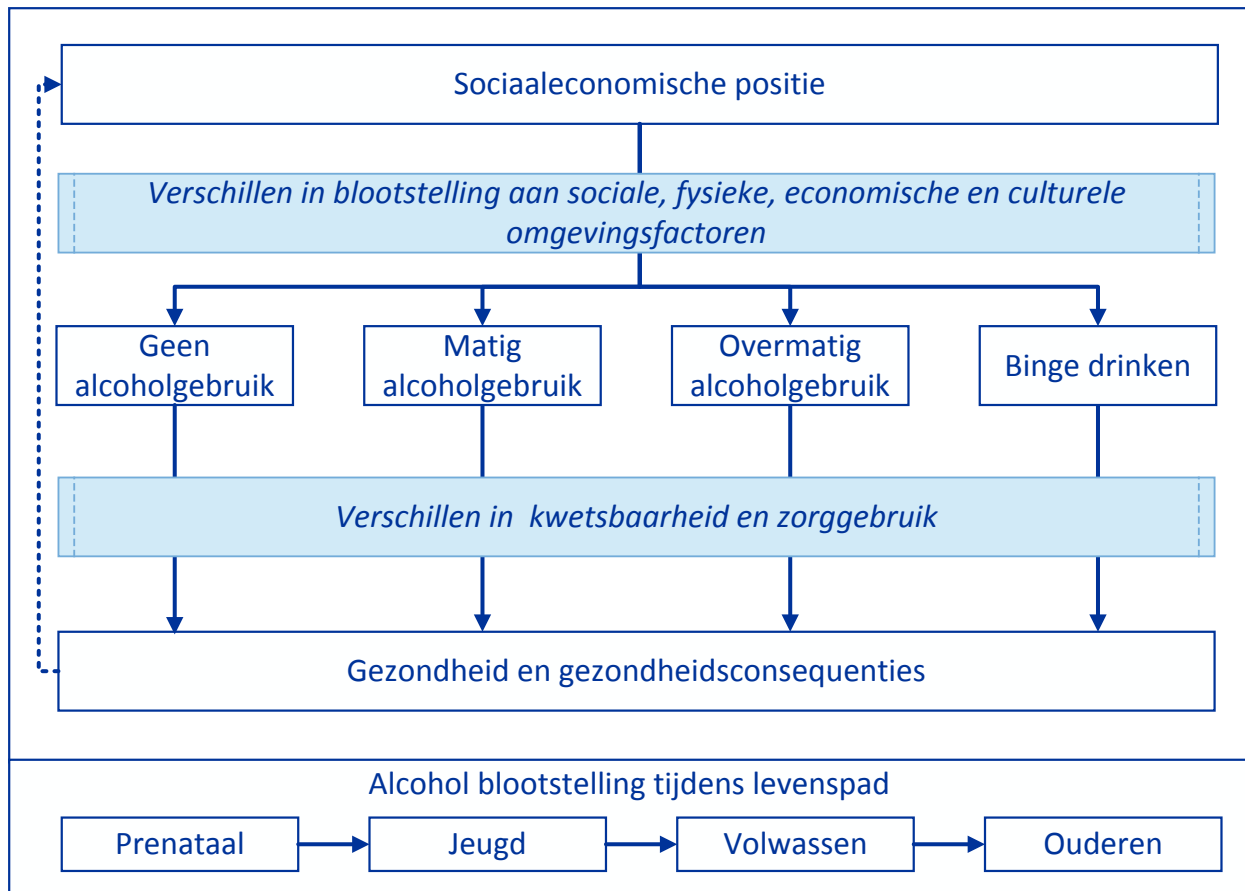 Sociaaleconomische positie
Verschillen in blootstelling aan sociale, fysieke, economische en culturele
omgevingsfactoren
Geen
alcoholgebruik
Matig
alcoholgebruik
Overmatig
alcoholgebruik
Binge drinken
Verschillen in kwetsbaarheid en zorggebruik
Gezondheid en gezondheidsconsequenties
Alcohol blootstelling tijdens levenspad
Prenataal
Jeugd
Volwassen
Ouderen